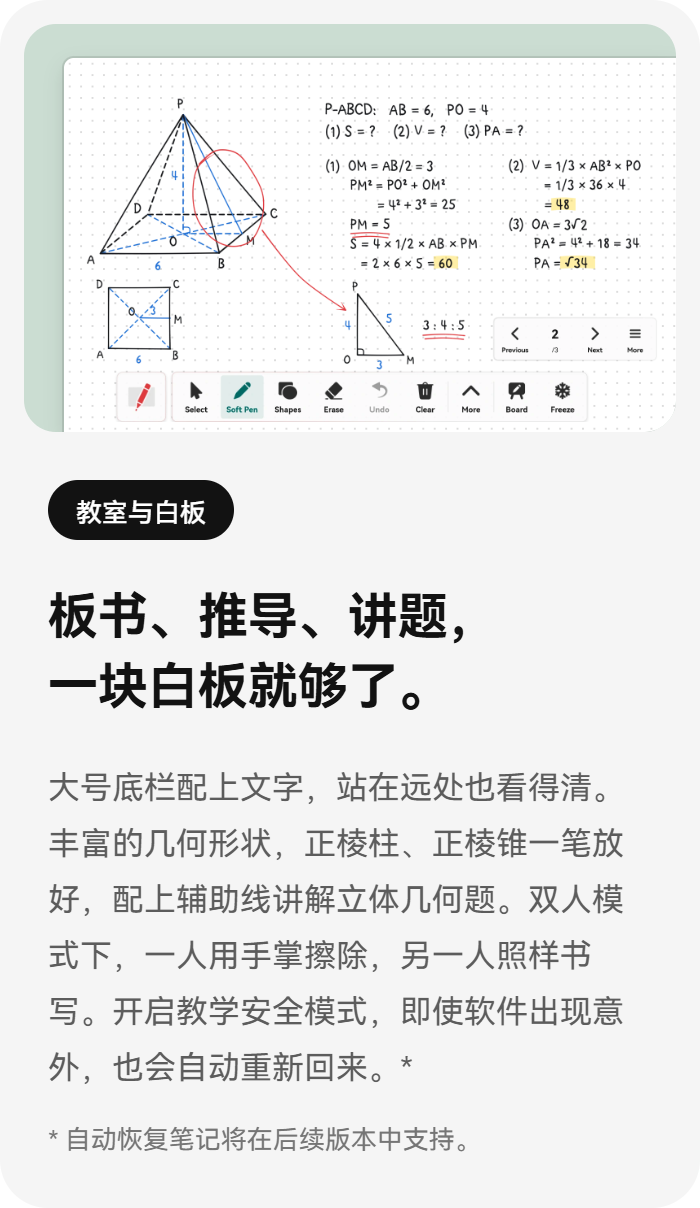 P
4
D
C
O
M
A
B
6
P-ABCD: AB = 6, PO = 4
(1) S = ? (2) V = ? (3) PA = ?
(1) OM = AB/2 = 3
PM² = PO² + OM²
= 4² + 3² = 25
PM = 5
S = 4 × 1/2 × AB × PM
= 2 × 6 × 5 = 60
(2) V = 1/3 × AB² × PO
= 1/3 × 36 × 4
= 48
(3) OA = 3√2
PA² = 4² + 18 = 34
PA = √34
D C
O 3 M
A B
6
P
4 5
O M
3
3 : 4 : 5
2
/3
Previous Next More
Select Soft Pen Shapes Erase Undo Clear More Board Freeze
教室与白板
板书、推导、讲题，
一块白板就够了。
大号底栏配上文字，站在远处也看得清。
丰富的几何形状，正棱柱、正棱锥一笔放
好，配上辅助线讲解立体几何题。双人模
式下，一人用手掌擦除，另一人照样书
写。开启教学安全模式，即使软件出现意
外，也会自动重新回来。*
* 自动恢复笔记将在后续版本中支持。